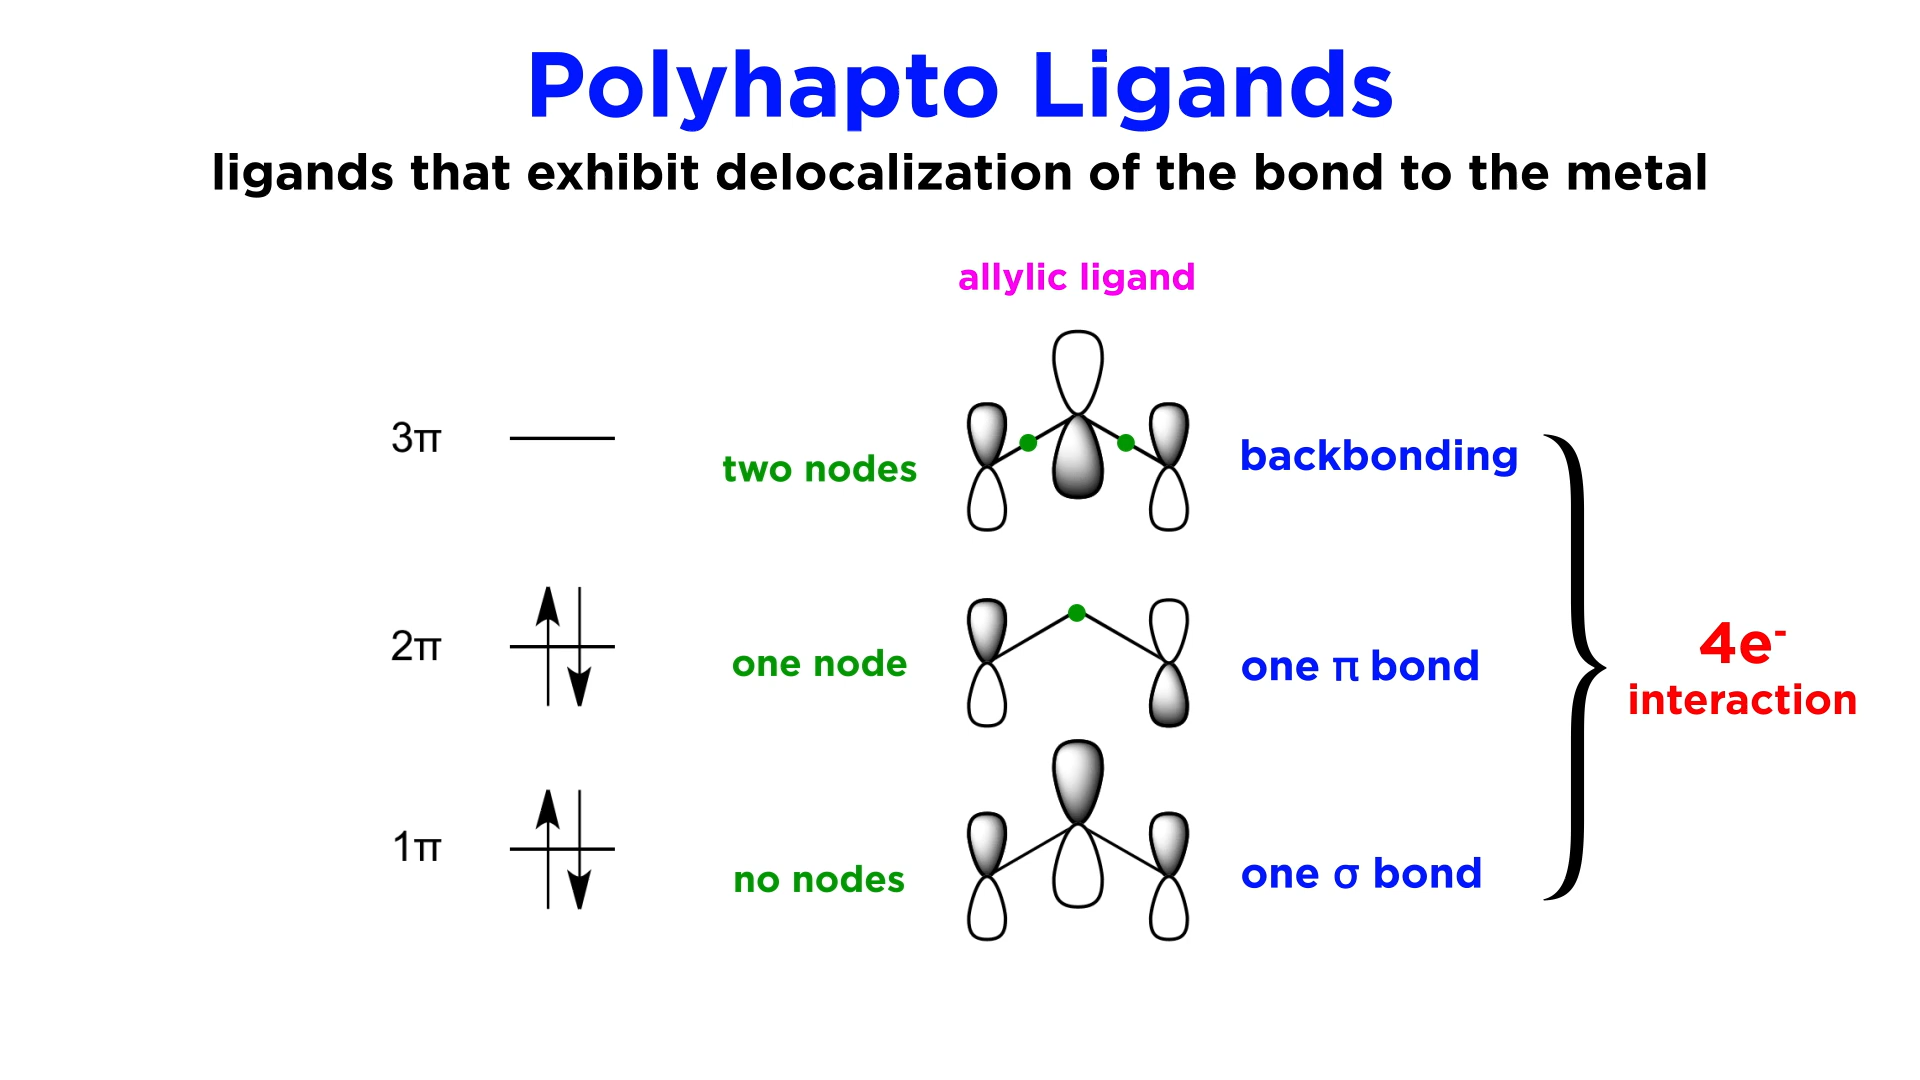 Polyhapto Ligands
ligands that exhibit delocalization of the bond to the metal
allylic ligand
3π
two nodes
backbonding
2π
one node
one π bond
1π
no nodes
one σ bond
4e⁻
interaction